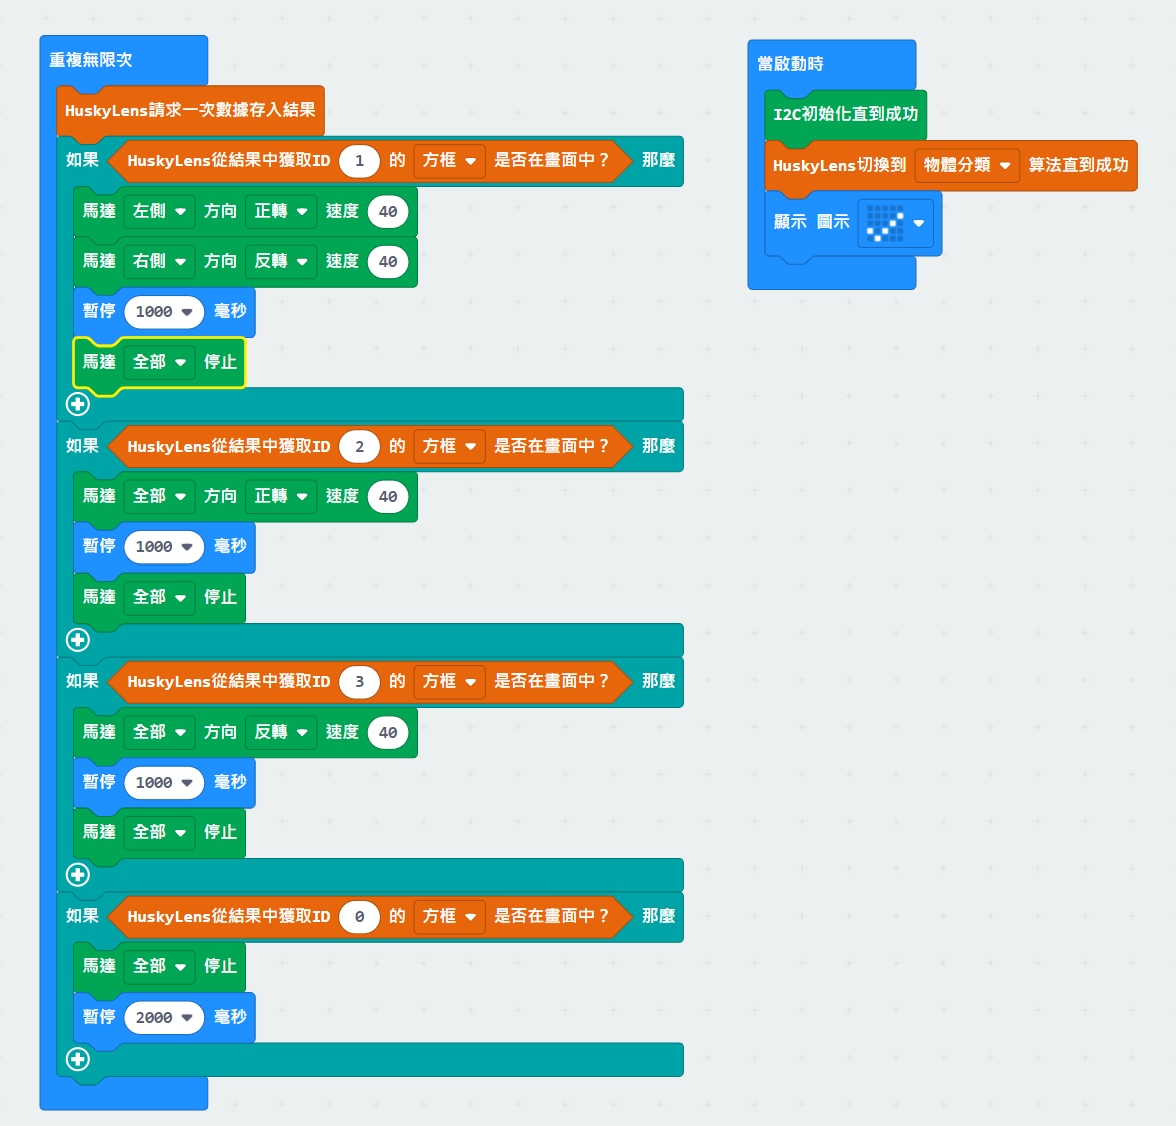 重複無限次
HuskyLens請求一次數據存入結果
如果 HuskyLens從結果中獲取ID 1 的 方框 是否在畫面中？ 那麼
馬達 左側 方向 正轉 速度 40
馬達 右側 方向 反轉 速度 40
暫停 1000 毫秒
馬達 全部 停止
如果 HuskyLens從結果中獲取ID 2 的 方框 是否在畫面中？ 那麼
馬達 全部 方向 正轉 速度 40
暫停 1000 毫秒
馬達 全部 停止
如果 HuskyLens從結果中獲取ID 3 的 方框 是否在畫面中？ 那麼
馬達 全部 方向 反轉 速度 40
暫停 1000 毫秒
馬達 全部 停止
如果 HuskyLens從結果中獲取ID 0 的 方框 是否在畫面中？ 那麼
馬達 全部 停止
暫停 2000 毫秒
當啟動時
I2C初始化直到成功
HuskyLens切換到 物體分類 算法直到成功
顯示 圖示